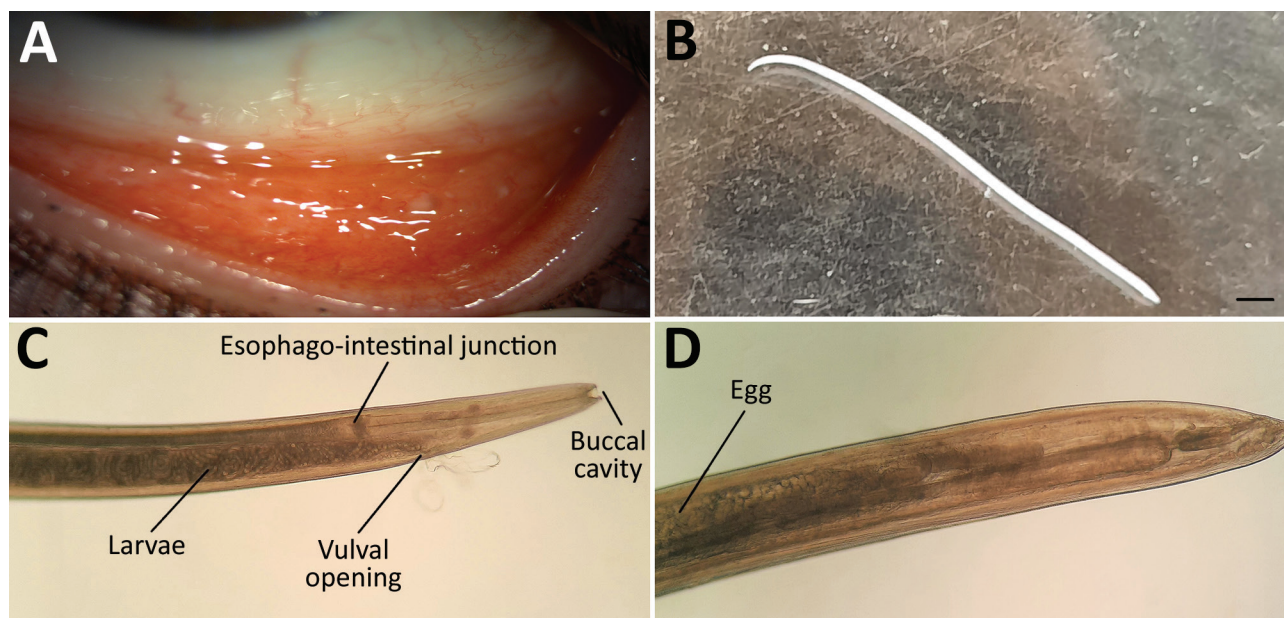 A
B
C
Esophago-intestinal junction
Buccal
cavity
Larvae
Vulval
opening
D
Egg